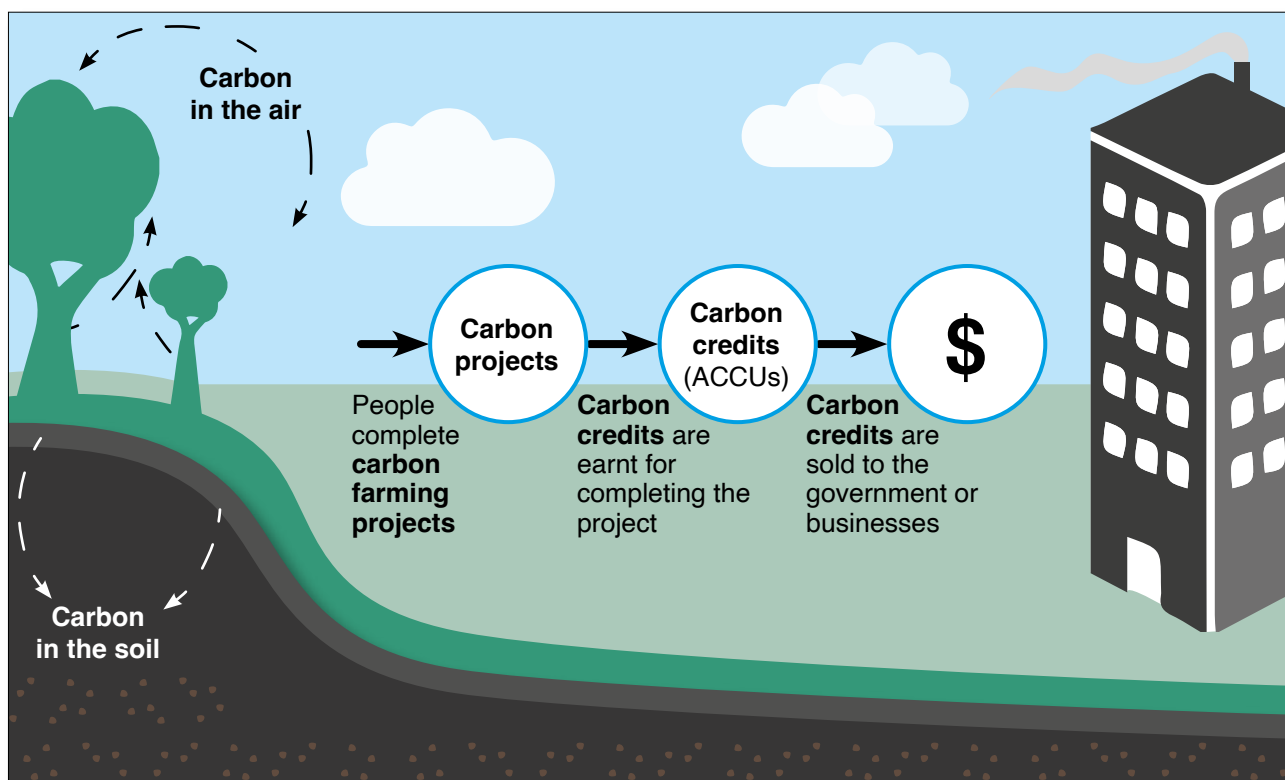 Carbon
in the air
Carbon
projects
Carbon
credits
(ACCUs)
$
People
complete
carbon
farming
projects
Carbon
credits are
earnt for
completing the
project
Carbon
credits are
sold to the
government or
businesses
Carbon
in the soil